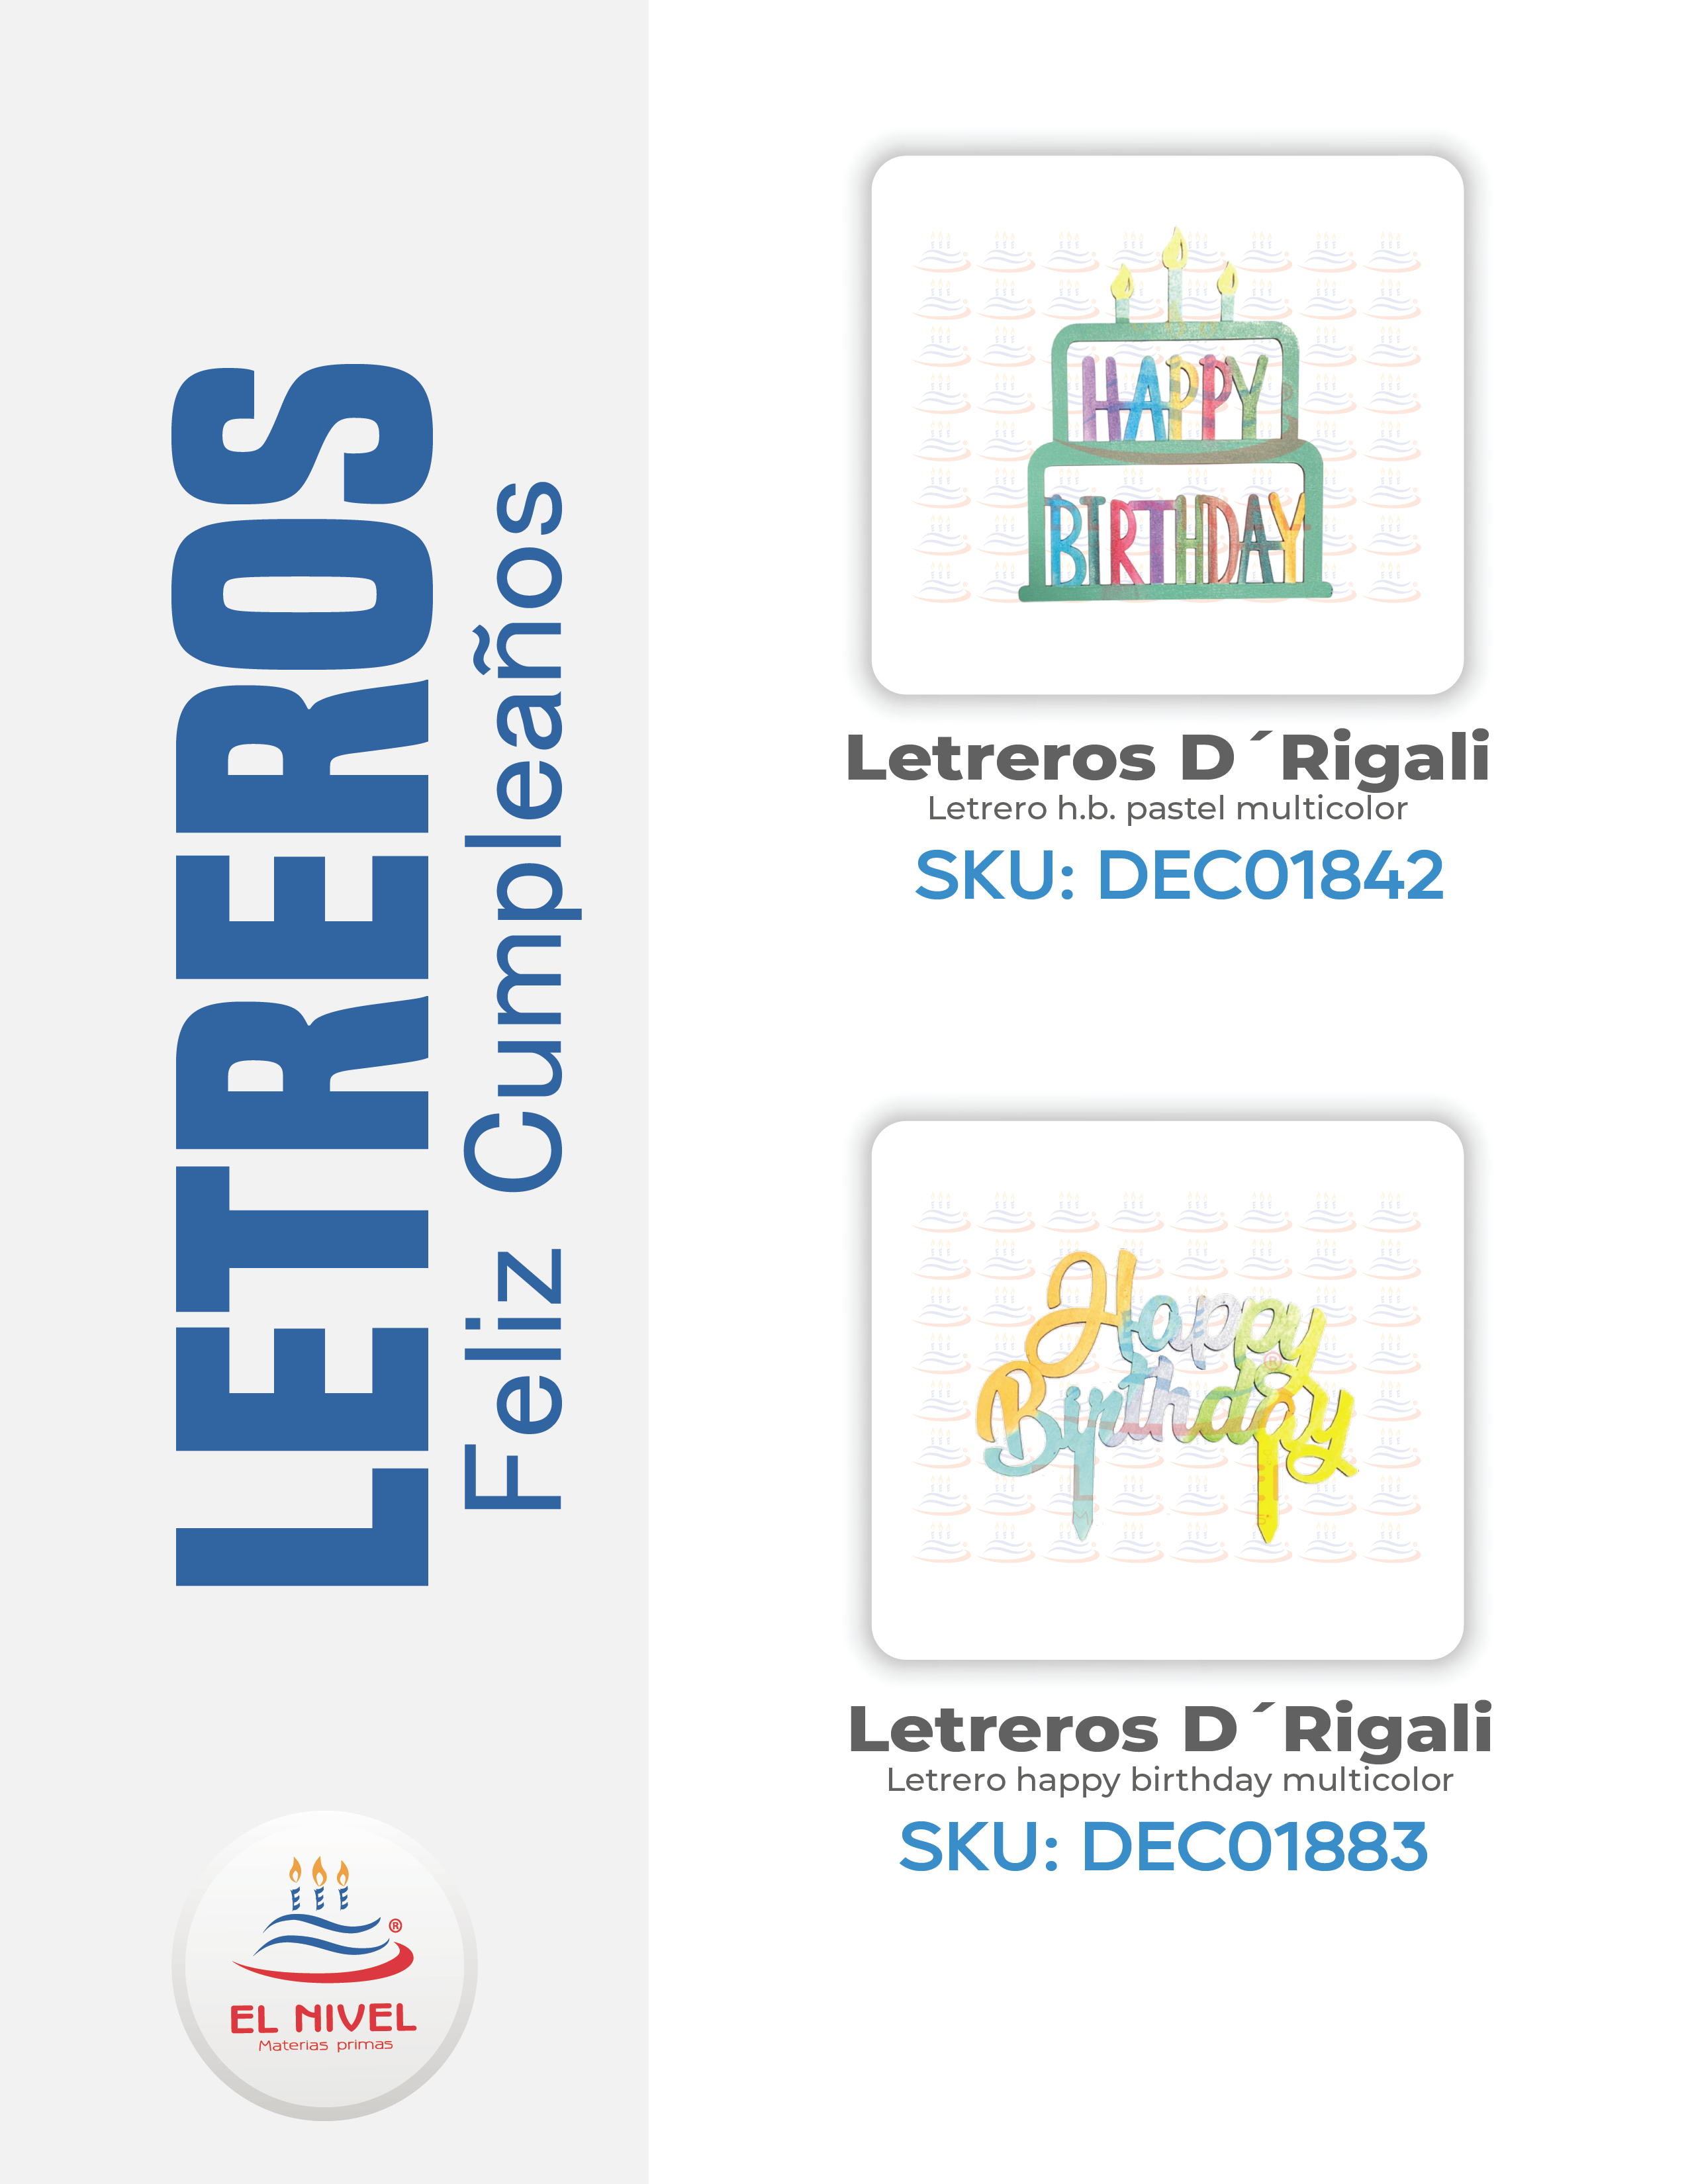 LETREROS
Feliz Cumpleaños
HAPPY
BIRTHDAY
Letreros D´Rigali
Letrero h.b. pastel multicolor
SKU: DEC01842
Happy
Birthday
Letreros D´Rigali
Letrero happy birthday multicolor
SKU: DEC01883
®
EL NIVEL
Materias primas